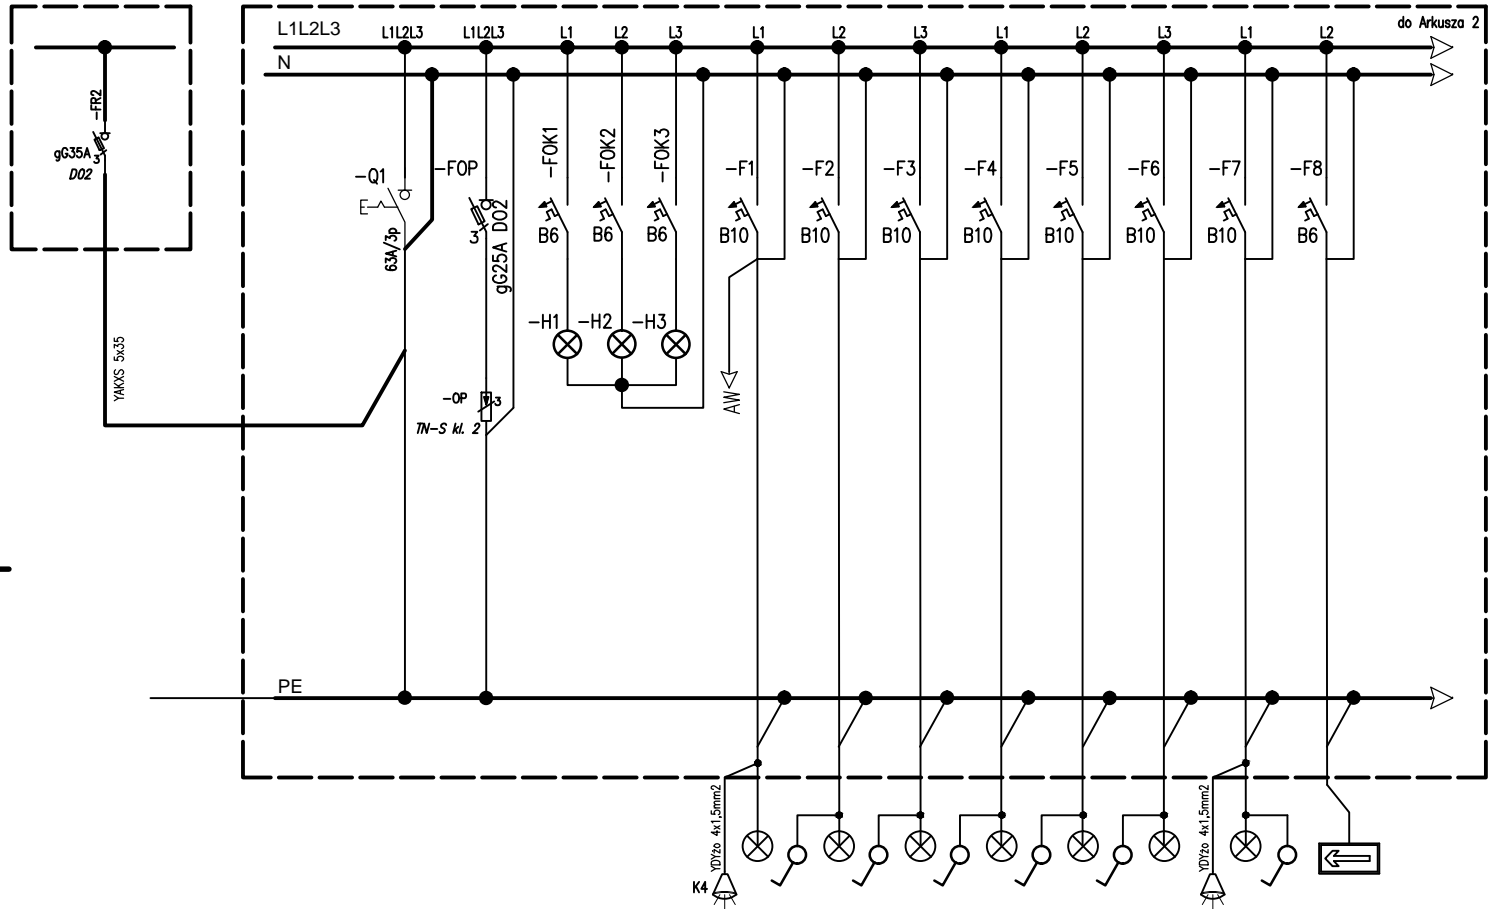 L1L2L3
L1L2L3
L1L2L3
L1
L2
L3
L1
L2
L3
L1
L2
L3
L1
L2
do Arkusza 2
N
-FR2
gG35A
3
D02
YAKXS 5x35
-Q1
63A/3p
-FOP
3
gG25A D02
-FOK1
B6
-FOK2
B6
-FOK3
B6
-F1
B10
-F2
B10
-F3
B10
-F4
B10
-F5
B10
-F6
B10
-F7
B10
-F8
B6
-H1
-H2
-H3
-OP
3
TN-S kl. 2
AW
PE
YDYżo 4x1,5mm2
K4
YDYżo 4x1,5mm2